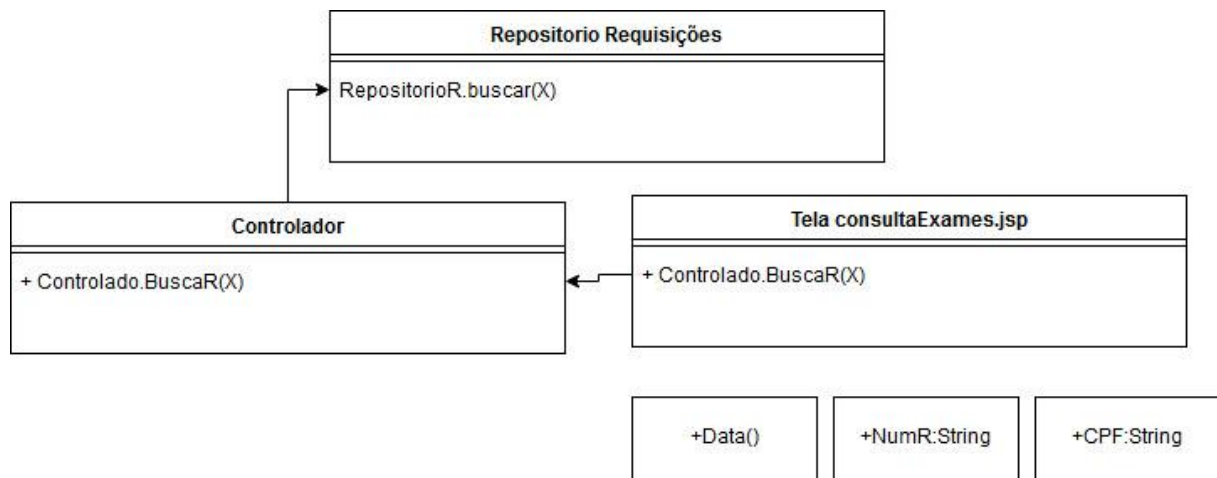 Repositorio Requisições
RepositorioR.buscar(X)
Controlador
+ Controlado.BuscaR(X)
Tela consultaExames.jsp
+ Controlado.BuscaR(X)
+Data()
+NumR:String
+CPF:String